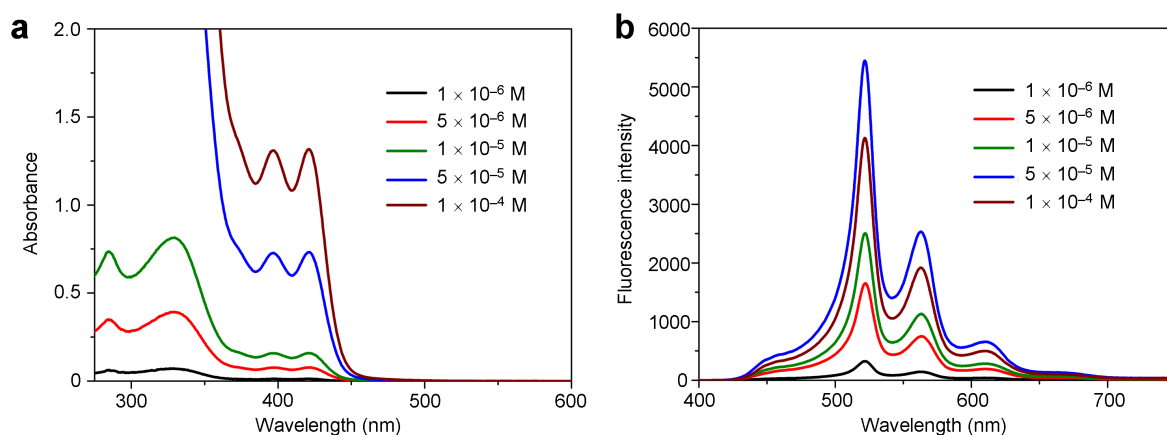 a
2.0
1.5
1.0
0.5
0
Absorbance
300
400
500
600
Wavelength (nm)
1 × 10⁻⁶ M
5 × 10⁻⁶ M
1 × 10⁻⁵ M
5 × 10⁻⁵ M
1 × 10⁻⁴ M
b
6000
5000
4000
3000
2000
1000
0
Fluorescence intensity
400
500
600
700
Wavelength (nm)
1 × 10⁻⁶ M
5 × 10⁻⁶ M
1 × 10⁻⁵ M
5 × 10⁻⁵ M
1 × 10⁻⁴ M